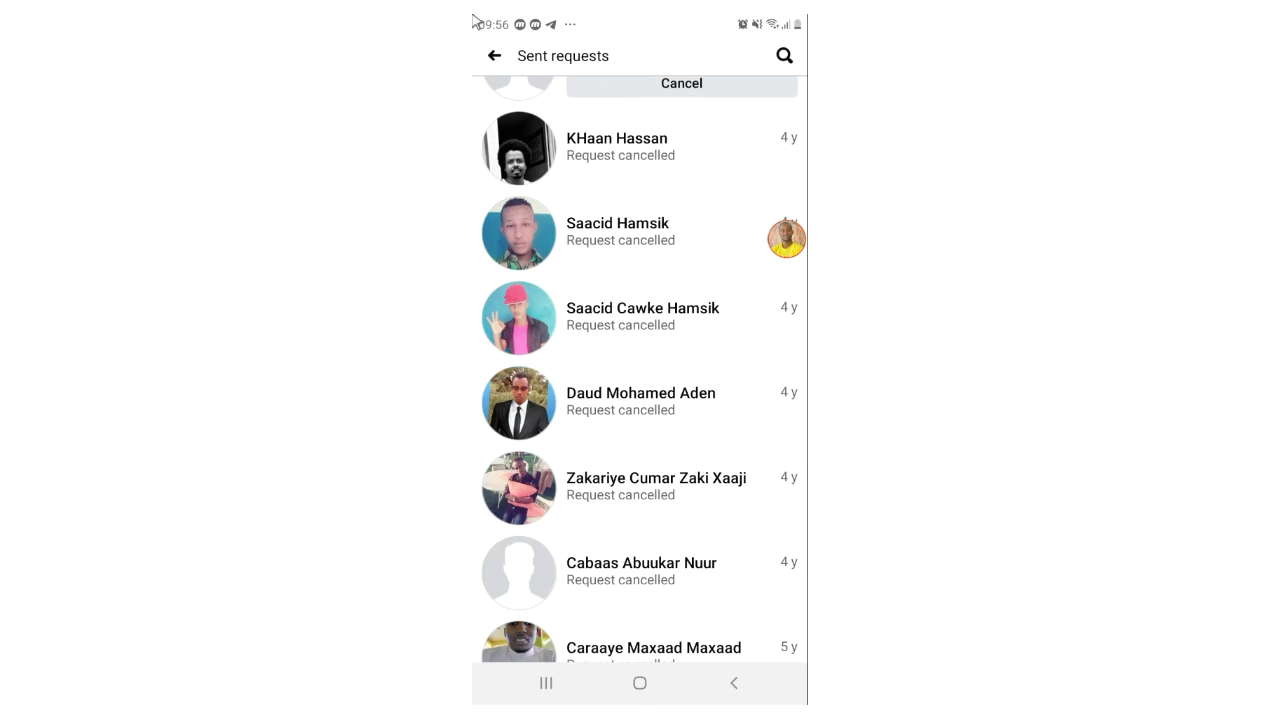 09:56
Sent requests
Cancel
KHaan Hassan 4 y
Request cancelled
Saacid Hamsik
Request cancelled
Saacid Cawke Hamsik 4 y
Request cancelled
Daud Mohamed Aden 4 y
Request cancelled
Zakariye Cumar Zaki Xaaji 4 y
Request cancelled
Cabaas Abuukar Nuur 4 y
Request cancelled
Caraaye Maxaad Maxaad 5 y